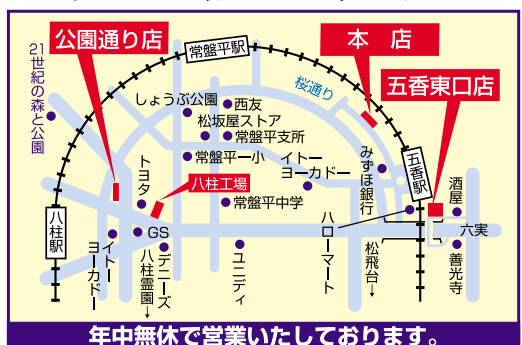 公園通り店
常盤平駅
本店
五香東口店
21世紀の森と公園
しょうぶ公園
西友
桜通り
松坂屋ストア
常盤平支所
常盤平一小
イトーヨーカドー
みずほ銀行
五香駅
トヨタ
八柱工場
常盤平中学
酒屋
八柱駅
イトーヨーカドー
GS
八柱霊園→
デニーズ
ユニディ
ハローマート
松飛台→
六実
善光寺
年中無休で営業いたしております。